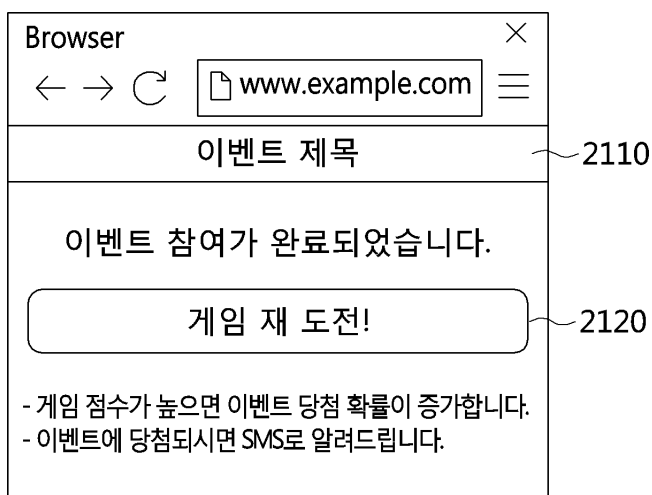 Browser
www.example.com
이벤트 제목
2110
이벤트 참여가 완료되었습니다.
게임 재 도전!
2120
- 게임 점수가 높으면 이벤트 당첨 확률이 증가합니다.
- 이벤트에 당첨되시면 SMS로 알려드립니다.